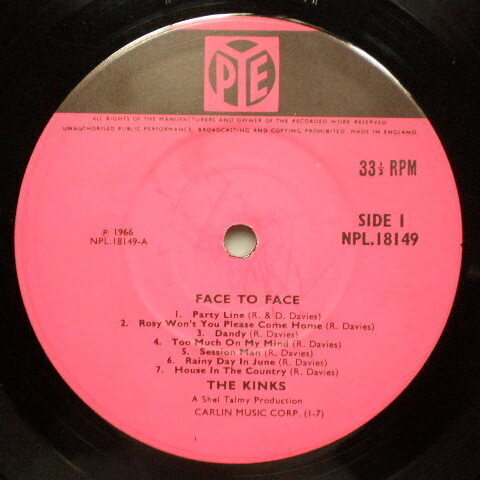 PYE
ALL RIGHTS OF THE MANUFACTURERS AND OWNER OF THE RECORDED WORK RESERVED
UNAUTHORISED PUBLIC PERFORMANCE, BROADCASTING AND COPYING PROHIBITED. MADE IN ENGLAND.
33⅓ RPM
P 1966
NPL.18149-A
SIDE 1
NPL.18149
FACE TO FACE
1. Party Line (R. & D. Davies)
2. Rosy Won't You Please Come Home (R. Davies)
3. Dandy (R. Davies)
4. Too Much On My Mind (R. Davies)
5. Session Man (R. Davies)
6. Rainy Day In June (R. Davies)
7. House In The Country (R. Davies)
THE KINKS
A Shel Talmy Production
CARLIN MUSIC CORP. (1-7)